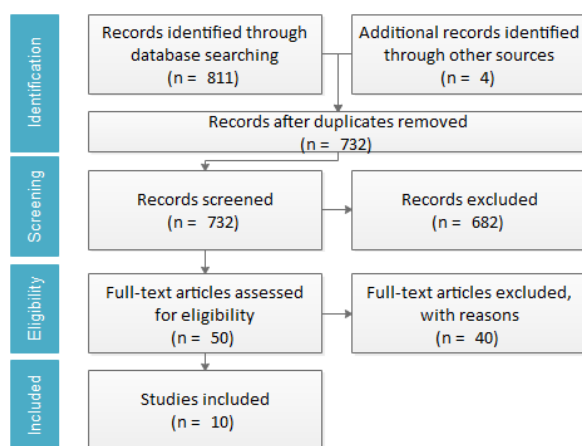 Identification
Records identified through
database searching
(n = 811)
Additional records identified
through other sources
(n = 4)
Records after duplicates removed
(n = 732)
Screening
Records screened
(n = 732)
Records excluded
(n = 682)
Eligibility
Full-text articles assessed
for eligibility
(n = 50)
Full-text articles excluded,
with reasons
(n = 40)
Included
Studies included
(n = 10)